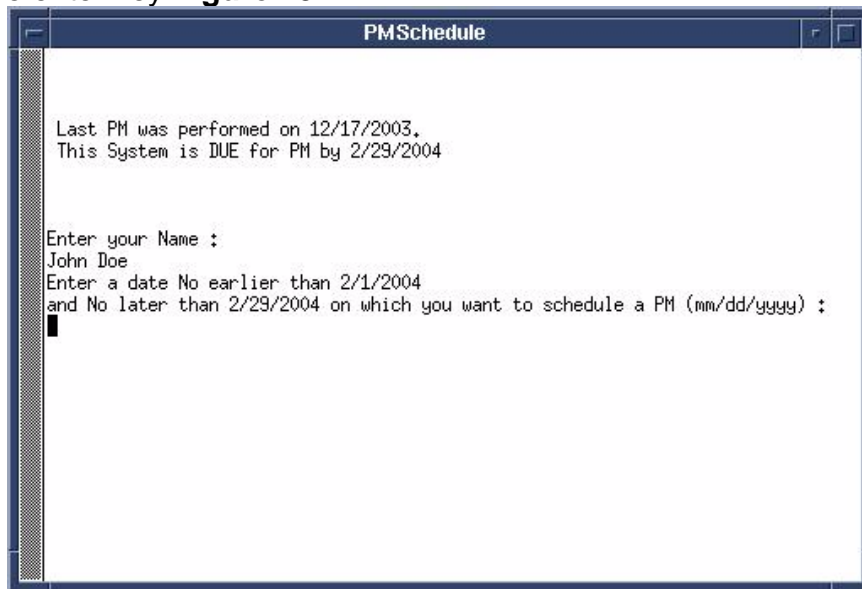 PMSchedule
Last PM was performed on 12/17/2003.
This System is DUE for PM by 2/29/2004
Enter your Name :
John Doe
Enter a date No earlier than 2/1/2004
and No later than 2/29/2004 on which you want to schedule a PM (mm/dd/yyyy) :